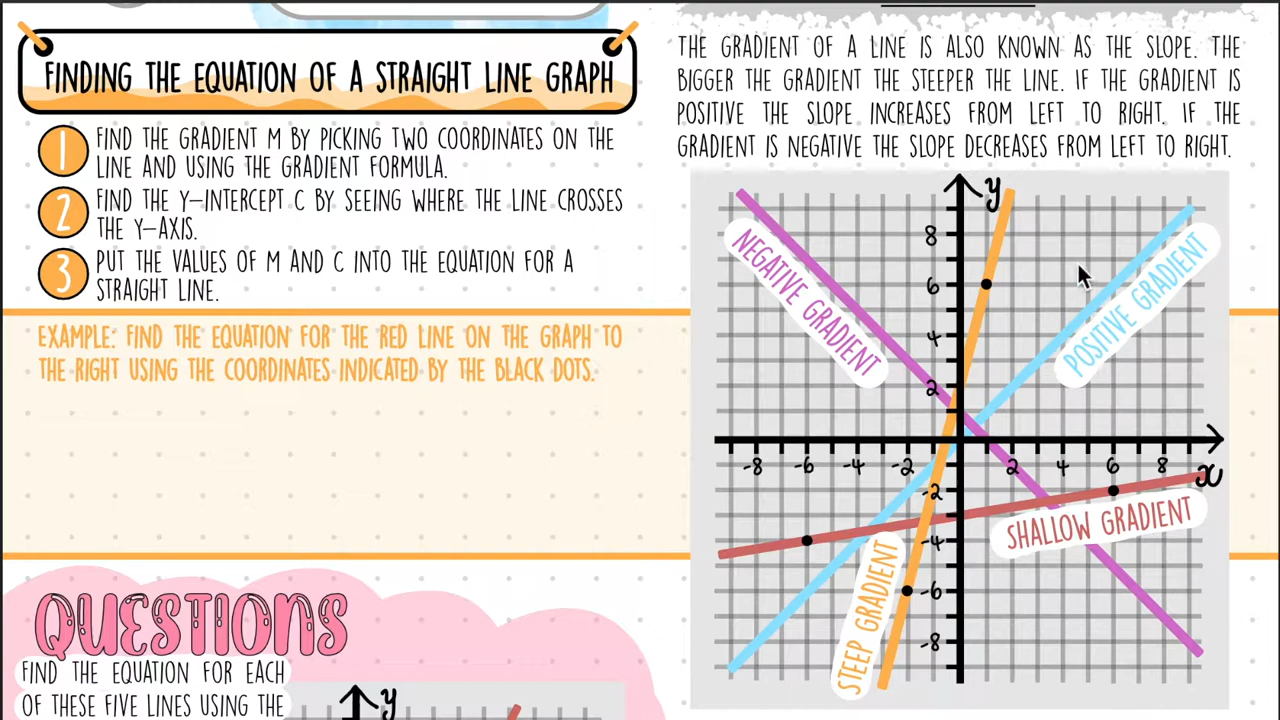 FINDING THE EQUATION OF A STRAIGHT LINE GRAPH
1 FIND THE GRADIENT M BY PICKING TWO COORDINATES ON THE
LINE AND USING THE GRADIENT FORMULA.
2 FIND THE Y-INTERCEPT C BY SEEING WHERE THE LINE CROSSES
THE Y-AXIS.
3 PUT THE VALUES OF M AND C INTO THE EQUATION FOR A
STRAIGHT LINE.
EXAMPLE: FIND THE EQUATION FOR THE RED LINE ON THE GRAPH TO
THE RIGHT USING THE COORDINATES INDICATED BY THE BLACK DOTS.
QUESTIONS
FIND THE EQUATION FOR EACH
OF THESE FIVE LINES USING THE
y
THE GRADIENT OF A LINE IS ALSO KNOWN AS THE SLOPE. THE
BIGGER THE GRADIENT THE STEEPER THE LINE. IF THE GRADIENT IS
POSITIVE THE SLOPE INCREASES FROM LEFT TO RIGHT. IF THE
GRADIENT IS NEGATIVE THE SLOPE DECREASES FROM LEFT TO RIGHT.
y
8
6
4
2
-8 -6 -4 -2 2 4 6 8
x
-2
-4
-6
-8
NEGATIVE GRADIENT
POSITIVE GRADIENT
SHALLOW GRADIENT
STEEP GRADIENT